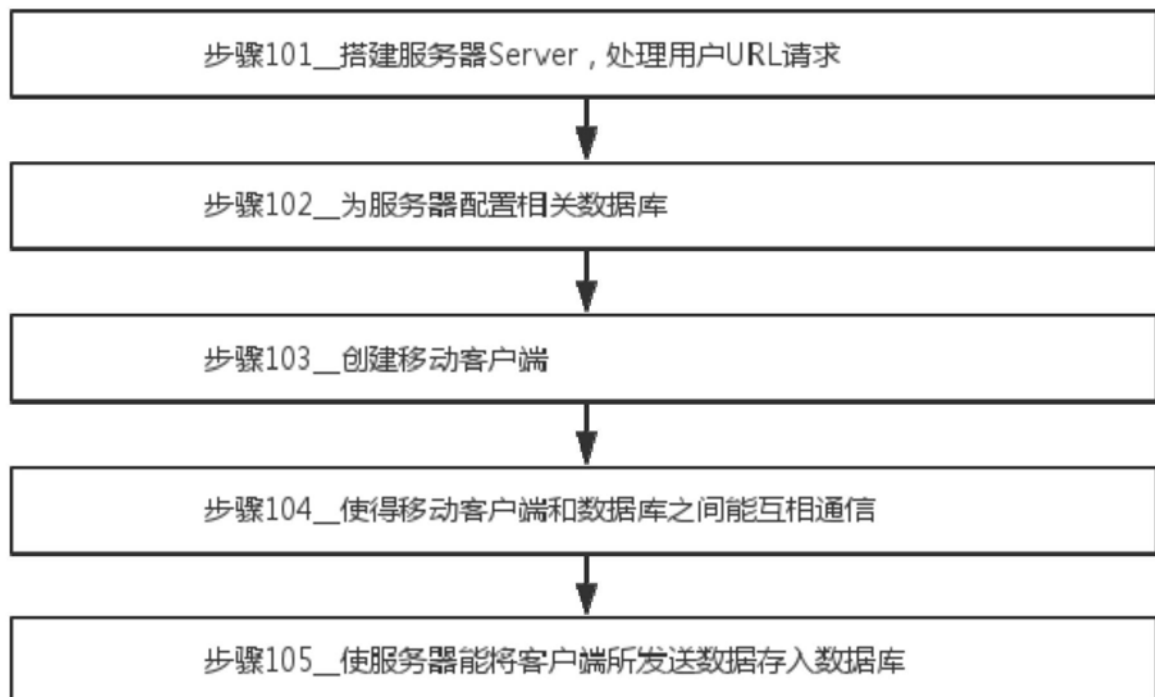 步骤101__搭建服务器Server，处理用户URL请求
步骤102__为服务器配置相关数据库
步骤103__创建移动客户端
步骤104__使得移动客户端和数据库之间能互相通信
步骤105__使服务器能将客户端所发送数据存入数据库